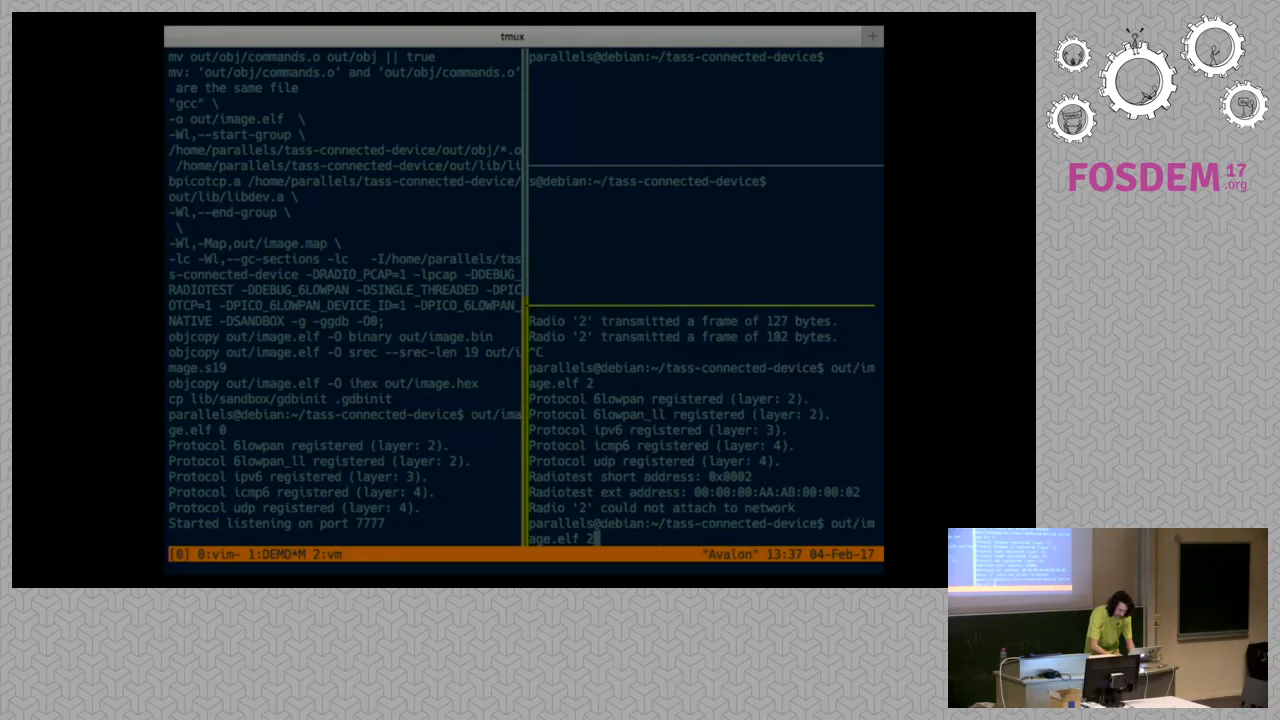 tmux
mv out/obj/commands.o out/obj || true
mv: ‘out/obj/commands.o’ and ‘out/obj/commands.o’
are the same file
"gcc" \
-o out/image.elf \
-Wl,--start-group \
/home/parallels/tass-connected-device/out/obj/*.o
/home/parallels/tass-connected-device/out/lib/li
bpicotcp.a /home/parallels/tass-connected-device/
out/lib/libdev.a \
-Wl,--end-group \
\
-Wl,-Map,out/image.map \
-lc -Wl,--gc-sections -lc -I/home/parallels/tas
s-connected-device -DRADIO_PCAP=1 -lpcap -DDEBUG_
RADIOTEST -DDEBUG_6LOWPAN -DSINGLE_THREADED -DPIC
OTCP=1 -DPICO_6LOWPAN_DEVICE_ID=1 -DPICO_6LOWPAN_
NATIVE -DSANDBOX -g -ggdb -O0;
objcopy out/image.elf -O binary out/image.bin
objcopy out/image.elf -O srec --srec-len 19 out/i
mage.s19
objcopy out/image.elf -O ihex out/image.hex
cp lib/sandbox/gdbinit .gdbinit
parallels@debian:~/tass-connected-device$ out/ima
ge.elf 0
Protocol 6lowpan registered (layer: 2).
Protocol 6lowpan_ll registered (layer: 2).
Protocol ipv6 registered (layer: 3).
Protocol icmp6 registered (layer: 4).
Protocol udp registered (layer: 4).
Started listening on port 7777
parallels@debian:~/tass-connected-device$
s@debian:~/tass-connected-device$
Radio '2' transmitted a frame of 127 bytes.
Radio '2' transmitted a frame of 102 bytes.
^C
parallels@debian:~/tass-connected-device$ out/im
age.elf 2
Protocol 6lowpan registered (layer: 2).
Protocol 6lowpan_ll registered (layer: 2).
Protocol ipv6 registered (layer: 3).
Protocol icmp6 registered (layer: 4).
Protocol udp registered (layer: 4).
Radiotest short address: 0x0002
Radiotest ext address: 00:00:00:AA:AB:00:00:02
Radio '2' could not attach to network
parallels@debian:~/tass-connected-device$ out/im
age.elf 2
[0] 0:vim- 1:DEMO*M 2:vm
"Avalon" 13:37 04-Feb-17
FOSDEM 17
.org